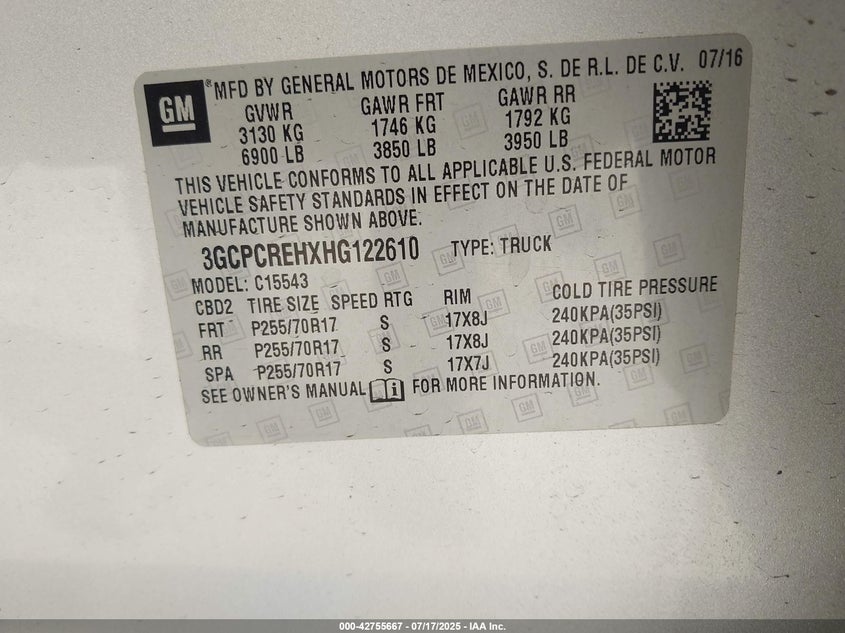 GM
®MFD BY GENERAL MOTORS DE MEXICO, S. DE R.L. DE C.V. 07/16
GVWR GAWR FRT GAWR RR
3130 KG 1746 KG 1792 KG
6900 LB 3850 LB 3950 LB
THIS VEHICLE CONFORMS TO ALL APPLICABLE U.S. FEDERAL MOTOR
VEHICLE SAFETY STANDARDS IN EFFECT ON THE DATE OF
MANUFACTURE SHOWN ABOVE.
3GCPCREHXHG122610 TYPE: TRUCK
MODEL: C15543
CBD2 TIRE SIZE SPEED RTG RIM COLD TIRE PRESSURE
FRT P255/70R17 S 17X8J 240KPA(35PSI)
RR P255/70R17 S 17X8J 240KPA(35PSI)
SPA P255/70R17 S 17X7J 240KPA(35PSI)
SEE OWNER'S MANUAL i FOR MORE INFORMATION.
000-42755667 / 07/17/2025 - IAA Inc.